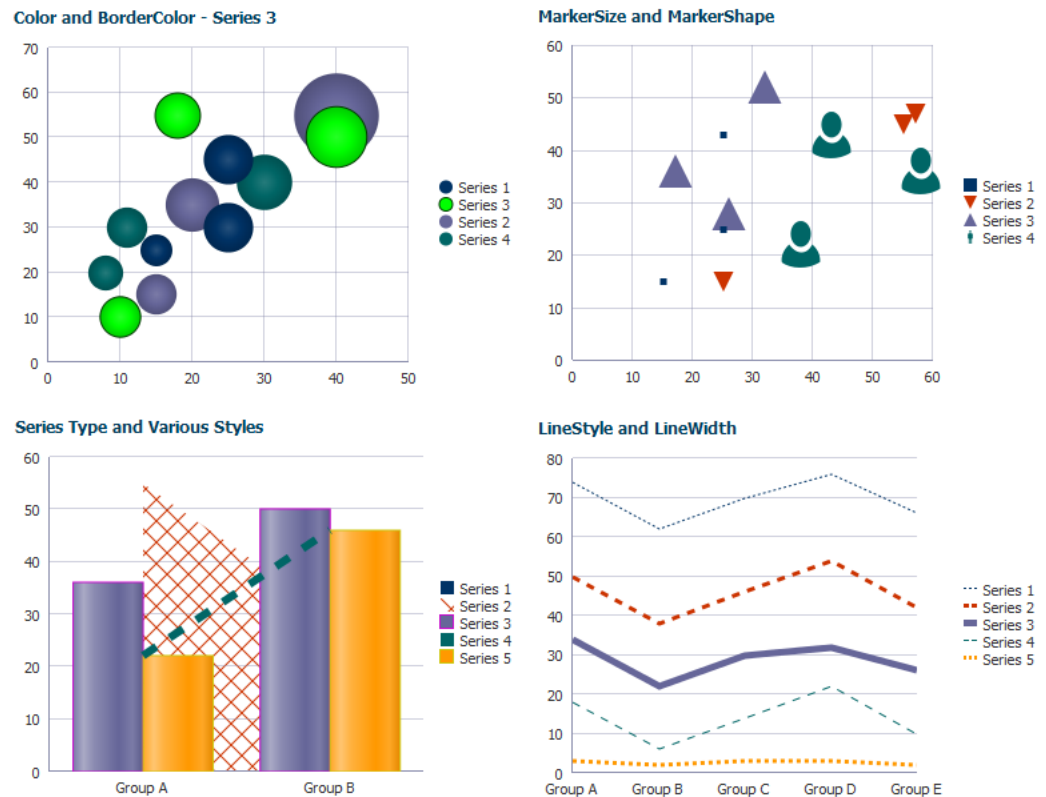 Color and BorderColor - Series 3
70
60
50
40
30
20
10
0
0 10 20 30 40 50
Series 1
Series 3
Series 2
Series 4
MarkerSize and MarkerShape
60
50
40
30
20
10
0
0 10 20 30 40 50 60
Series 1
Series 2
Series 3
Series 4
Series Type and Various Styles
60
50
40
30
20
10
0
Group A Group B
Series 1
Series 2
Series 3
Series 4
Series 5
LineStyle and LineWidth
80
70
60
50
40
30
20
10
0
Group A Group B Group C Group D Group E
Series 1
Series 2
Series 3
Series 4
Series 5